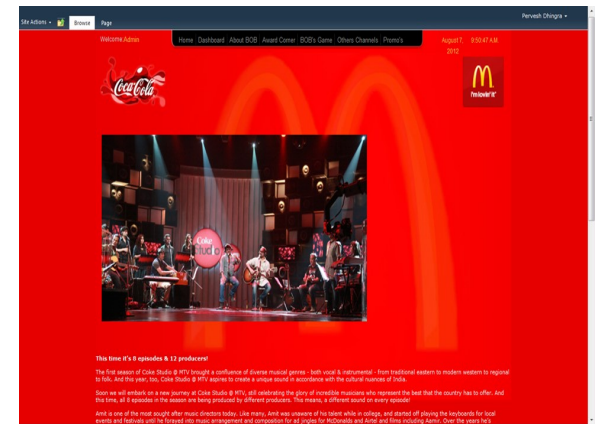 Site Actions Browse Page Pervesh Dhingra
Welcome Admin Home Dashboard About BOB Award Corner BOB's Game Others Channels Promo's August 7, 9:50:47 AM
2012
Coca-Cola
i'm lovin' it
Coke
Studio
This time it's 8 episodes & 12 producers!
The first season of Coke Studio @ MTV brought a confluence of diverse musical genres - both vocal & instrumental - from traditional eastern to modern western to regional
to folk. And this year, too, Coke Studio @ MTV aspires to create a unique sound in accordance with the cultural nuances of India.
Soon we will embark on a new journey at Coke Studio @ MTV, still celebrating the glory of incredible musicians who represent the best that the country has to offer. And
this time, all 8 episodes in the season are being produced by different producers. This means, a different sound on every episode!
Amit is one of the most sought after music directors today. Like many, Amit was unaware of his talent while in college, and started off playing the keyboards for local
events and festivals until he forayed into music arrangement and composition for ad jingles for McDonalds and Airtel and films including Aamir. Over the years he's